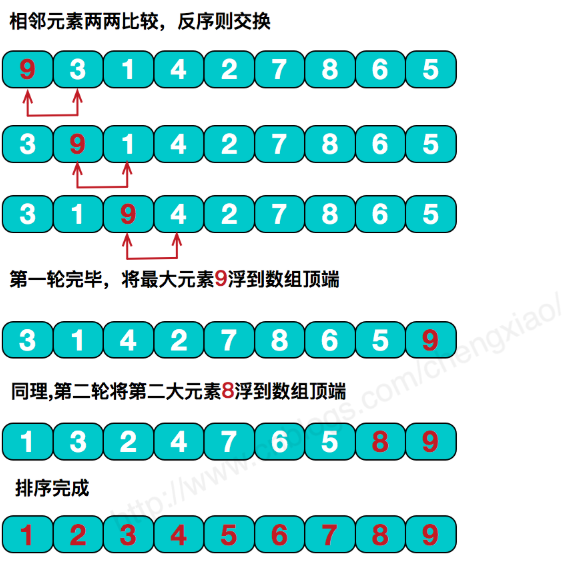 相邻元素两两比较，反序则交换
9 3 1 4 2 7 8 6 5
3 9 1 4 2 7 8 6 5
3 1 9 4 2 7 8 6 5
第一轮完毕，将最大元素9浮到数组顶端
3 1 4 2 7 8 6 5 9
同理,第二轮将第二大元素8浮到数组顶端
1 3 2 4 7 6 5 8 9
排序完成
1 2 3 4 5 6 7 8 9
http://www.cnblogs.com/chengxiao/